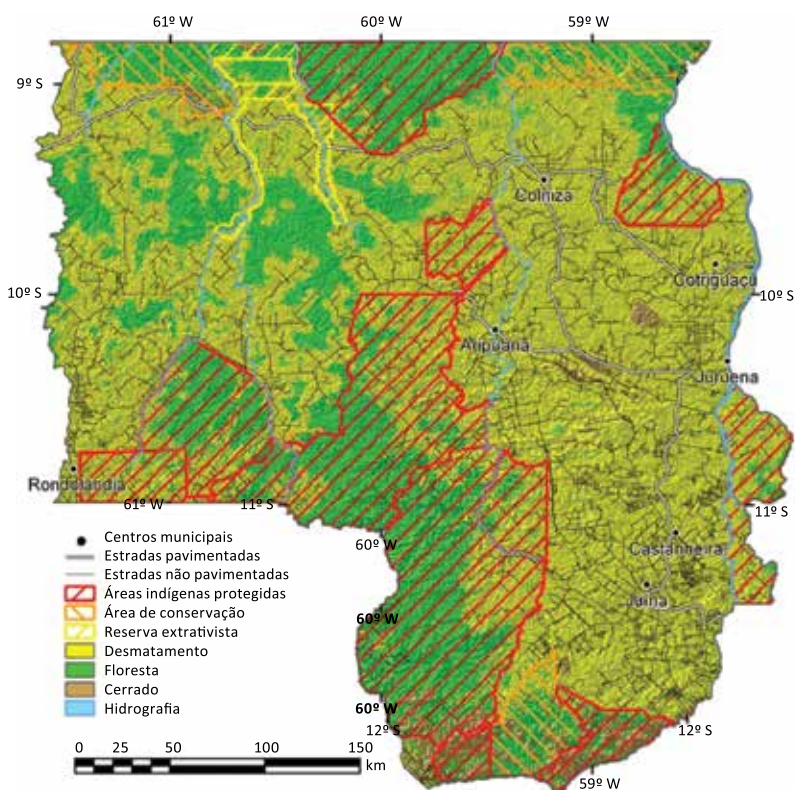 61º W 60º W 59º W
9º S
Colniza
Cotriguaçu
10º S 10º S
Aripuanã
Juruena
Rondolândia
61º W 11º S
11º S
Centros municipais
Estradas pavimentadas
Estradas não pavimentadas
Áreas indígenas protegidas
Área de conservação
Reserva extrativista
Desmatamento
Floresta
Cerrado
Hidrografia
60º W
Castanheira
Juína
60º W
60º W
12º S 12º S
0 25 50 100 150
km
59º W